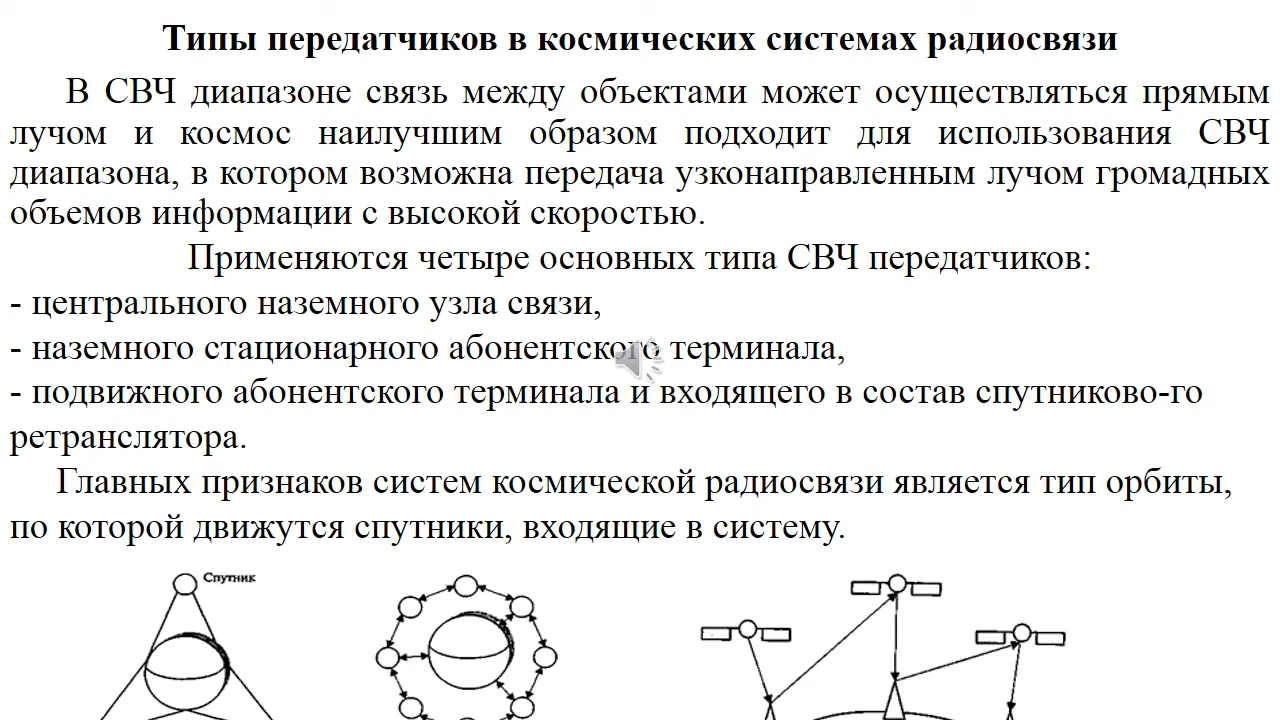 Типы передатчиков в космических системах радиосвязи
В СВЧ диапазоне связь между объектами может осуществляться прямым
лучом и космос наилучшим образом подходит для использования СВЧ
диапазона, в котором возможна передача узконаправленным лучом громадных
объемов информации с высокой скоростью.
Применяются четыре основных типа СВЧ передатчиков:
- центрального наземного узла связи,
- наземного стационарного абонентского терминала,
- подвижного абонентского терминала и входящего в состав спутниково-го
ретранслятора.
Главных признаков систем космической радиосвязи является тип орбиты,
по которой движутся спутники, входящие в систему.
Спутник